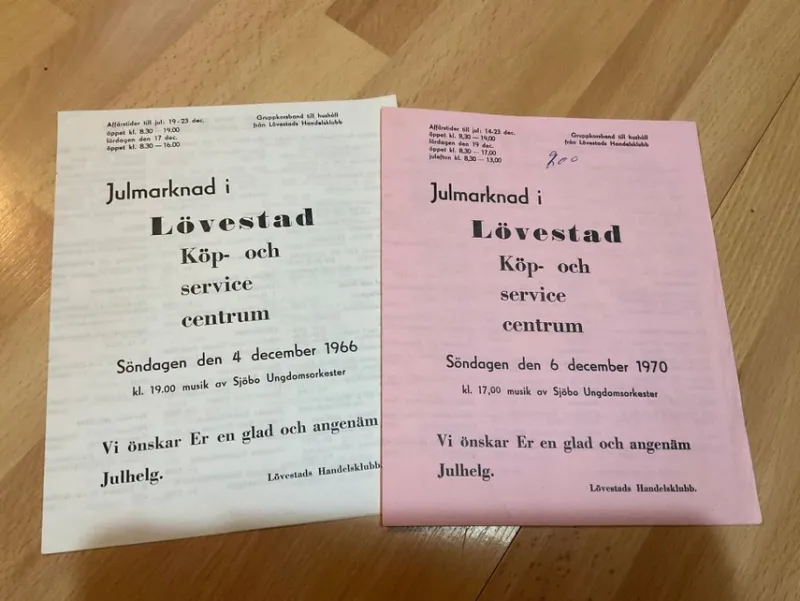 Affärstider till jul: 19-23 dec.
öppet kl. 8.30 — 19.00
lördagen den 17 dec.
öppet kl. 8.30—16.00
Gruppkorsband till hushåll
från Lövestads Handelsklubb
Julmarknad i
Lövestad
Köp- och
service
centrum
Söndagen den 4 december 1966
kl. 19.00 musik av Sjöbo Ungdomsorkester
Vi önskar Er en glad och angenäm
Julhelg.
Lövestads Handelsklubb.
Affärstider till jul: 14-23 dec.
öppet kl. 8,30 — 19,00
lördagen den 19 dec.
öppet kl. 8,30 — 17,00
julafton kl. 8,30 — 13,00
Gruppkorsband till hushåll
från Lövestads Handelsklubb
200
Julmarknad i
Lövestad
Köp- och
service
centrum
Söndagen den 6 december 1970
kl. 17,00 musik av Sjöbo Ungdomsorkester
Vi önskar Er en glad och angenäm
Julhelg.
Lövestads Handelsklubb.